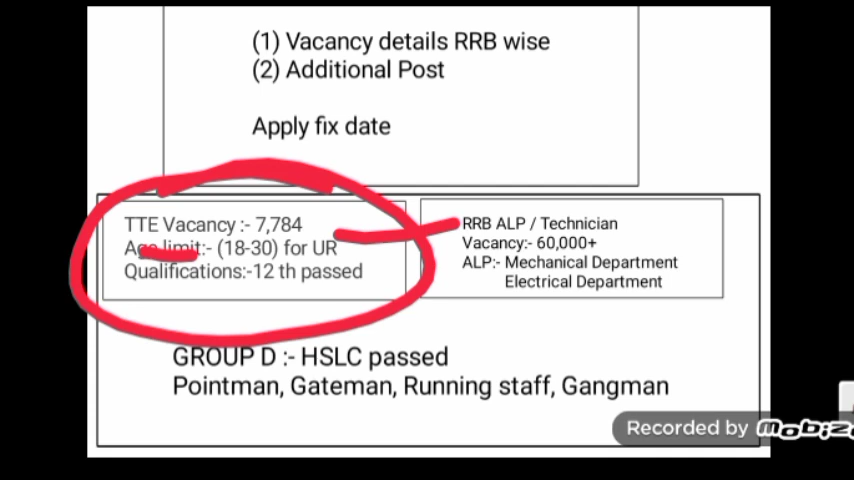 (1) Vacancy details RRB wise
(2) Additional Post
Apply fix date
TTE Vacancy :- 7,784
Age limit:- (18-30) for UR
Qualifications:-12 th passed
RRB ALP / Technician
Vacancy:- 60,000+
ALP:- Mechanical Department
Electrical Department
GROUP D :- HSLC passed
Pointman, Gateman, Running staff, Gangman
Recorded by